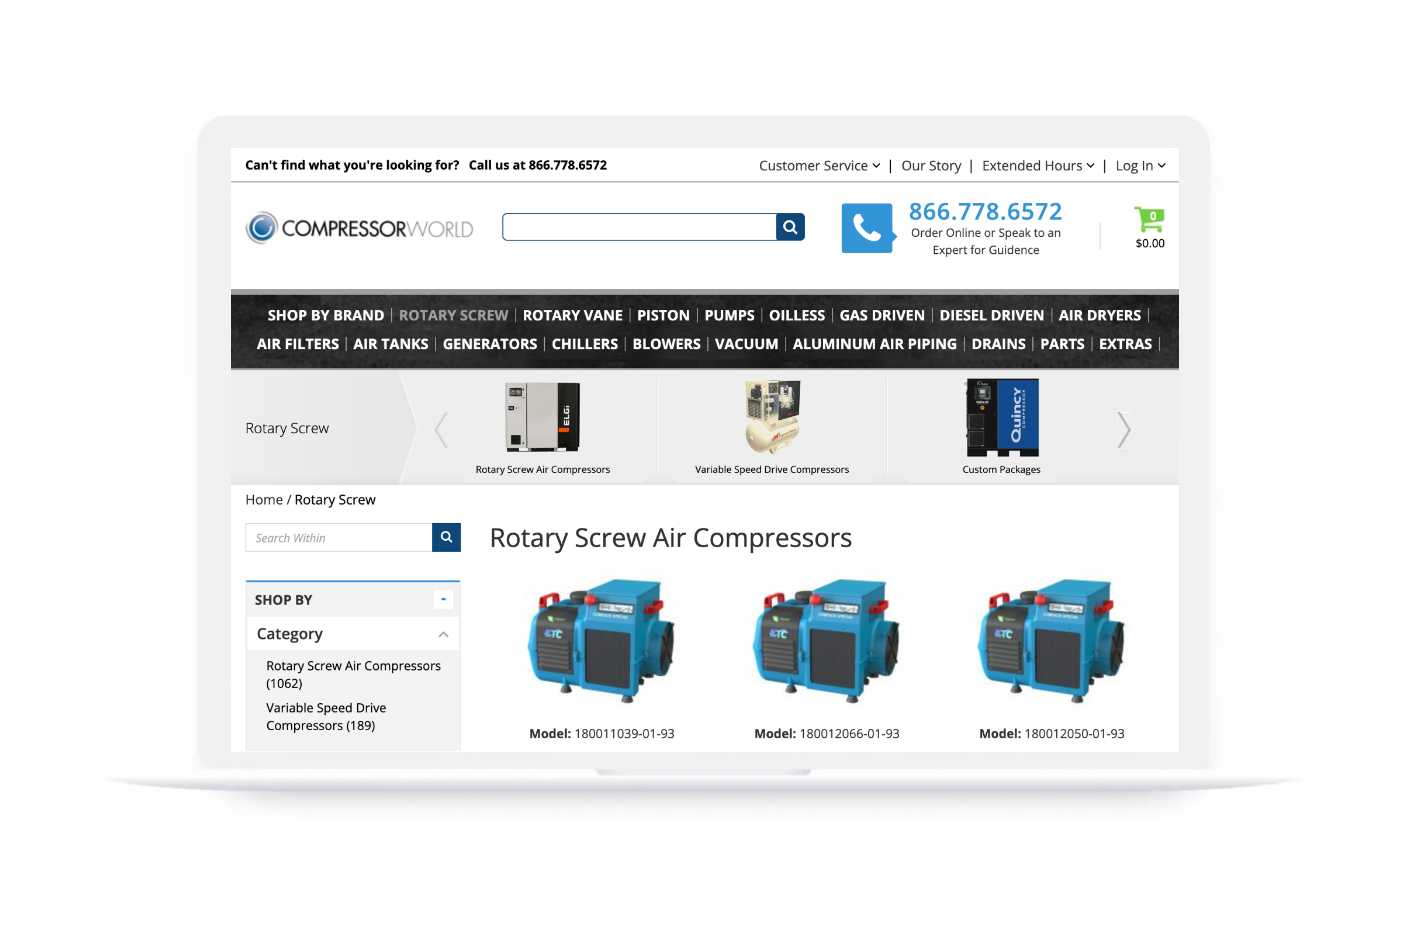 Can't find what you're looking for? Call us at 866.778.6572
Customer Service | Our Story | Extended Hours | Log In
COMPRESSORWORLD
866.778.6572
Order Online or Speak to an
Expert for Guidence
0
$0.00
SHOP BY BRAND | ROTARY SCREW | ROTARY VANE | PISTON | PUMPS | OILLESS | GAS DRIVEN | DIESEL DRIVEN | AIR DRYERS |
AIR FILTERS | AIR TANKS | GENERATORS | CHILLERS | BLOWERS | VACUUM | ALUMINUM AIR PIPING | DRAINS | PARTS | EXTRAS |
Rotary Screw
ELGi
Quincy
COMPRESSOR
Rotary Screw Air Compressors
Variable Speed Drive Compressors
Custom Packages
Home / Rotary Screw
Search Within
Rotary Screw Air Compressors
SHOP BY
-
Category
Rotary Screw Air Compressors
(1062)
Variable Speed Drive
Compressors (189)
Model: 180011039-01-93
Model: 180012066-01-93
Model: 180012050-01-93